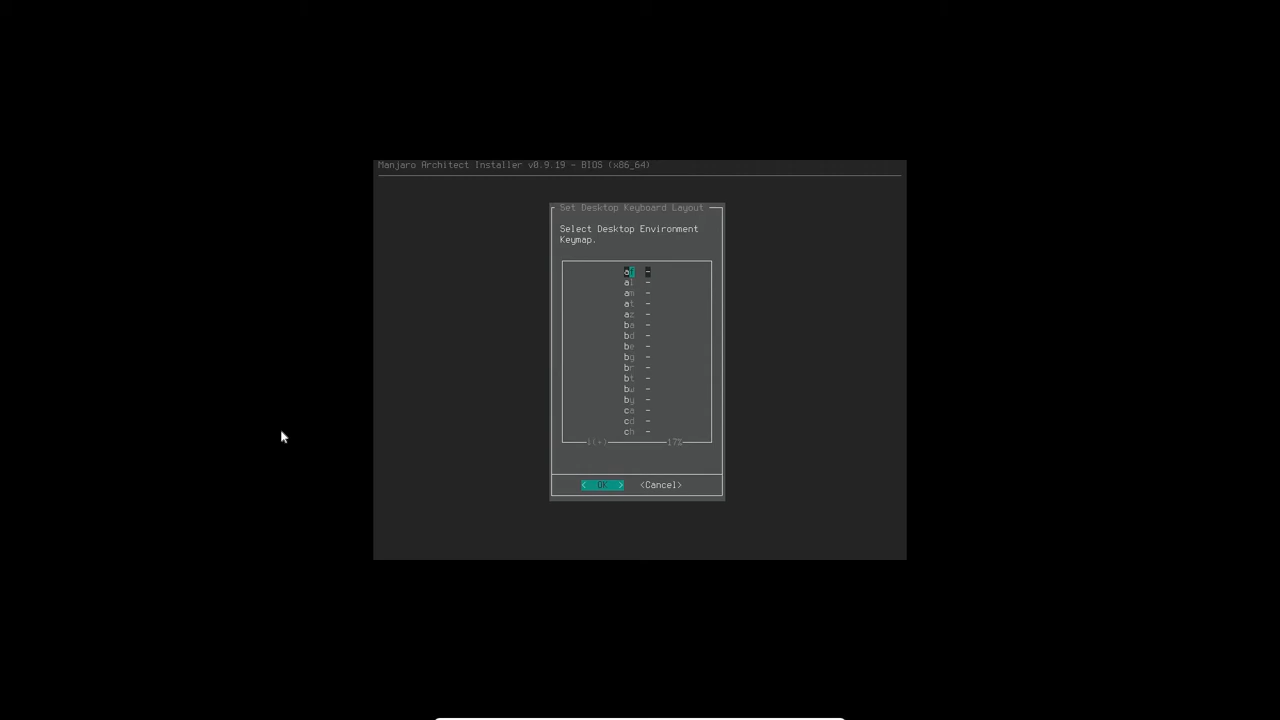 Manjaro Architect Installer v0.9.19 - BIOS (x86_64)
Set Desktop Keyboard Layout
Select Desktop Environment
Keymap.
af -
al -
am -
at -
az -
ba -
bd -
be -
bg -
br -
bt -
bw -
by -
ca -
cd -
ch -
↓(+) 17%
< OK > <Cancel>